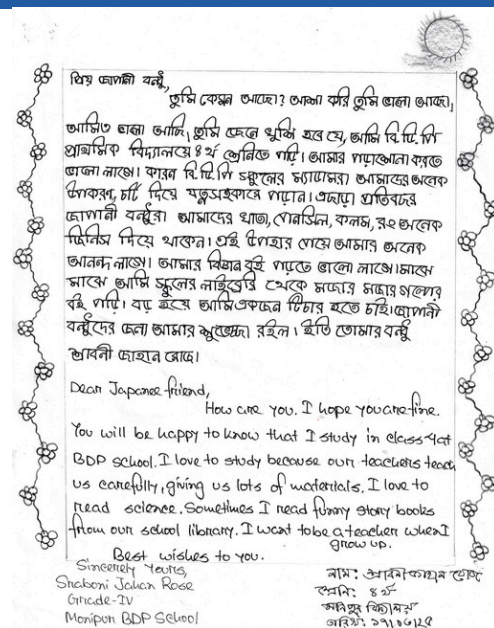 প্রিয় জাপানী বন্ধু,
তুমি কেমন আছো? আশা করি তুমি ভালো আছো,
আমিও ভালো আছি। তুমি জেনে খুশি হবে যে, আমি বি.ডি.পি
প্রাথমিক বিদ্যালয়ে ৪র্থ শ্রেনিতে পড়ি। আমার পড়াশোনা করতে
ভালো লাগে। কারন বি.ডি.পি স্কুলের ম্যাডামরা আমাদের অনেক
উপকরন, চার্ট দিয়ে যত্নসহকারে পড়ান। এছাড়া প্রতিবছর
জাপানী বন্ধুরা আমাদের খাতা, পেনসিল, কলম, রং অনেক
জিনিস দিয়ে থাকেন। এই উপহার পেয়ে আমার অনেক
আনন্দ লাগে। আমার বিজ্ঞান বই পড়তে ভালো লাগে। মাঝে
মাঝে আমি স্কুলের লাইব্রেরি থেকে মজার মজার গল্পের
বই পড়ি। বড় হয়ে আমি একজন টিচার হতে চাই। জাপানী
বন্ধুদের জন্য আমার শুভেচ্ছা রইল। ইতি তোমার বন্ধু
শ্রাবনী জাহান রোজ।
Dear Japanee friend,
How are you. I hope you are fine.
You will be happy to know that I study in class 4 at
BDP School. I love to study because our teachers teach
us carefully, giving us lots of materials. I love to
read science. Sometimes I read funny story books
from our school library. I want to be a teacher when I
grow up.
Best wishes to you.
Sincerely Yours,
Sraboni Jahan Rose
Grade-IV
Monipur BDP School
নাম: শ্রাবনী জাহান রোজ
শ্রেনি: ৪র্থ
মনিপুর বিদ্যালয়
তারিখ: